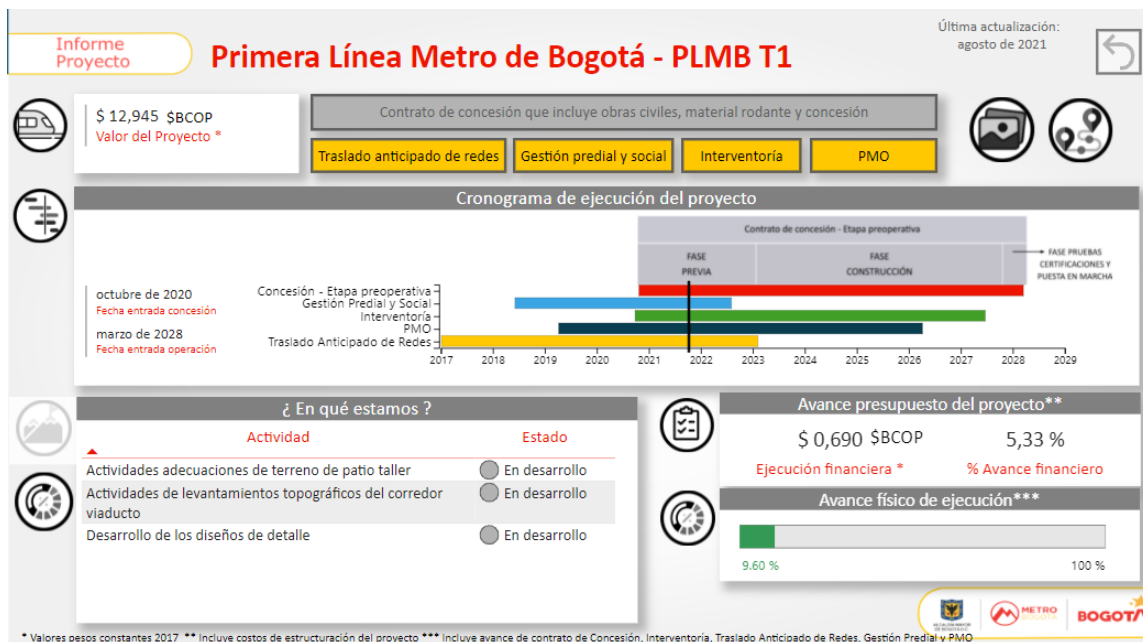 Informe
Proyecto
Primera Línea Metro de Bogotá - PLMB T1
Última actualización:
agosto de 2021
$ 12,945 $BCOP
Valor del Proyecto *
Contrato de concesión que incluye obras civiles, material rodante y concesión
Traslado anticipado de redes
Gestión predial y social
Interventoría
PMO
Cronograma de ejecución del proyecto
Contrato de concesión - Etapa preoperativa
FASE
PREVIA
FASE
CONSTRUCCIÓN
FASE PRUEBAS
CERTIFICACIONES Y
PUESTA EN MARCHA
octubre de 2020
Fecha entrada concesión
marzo de 2028
Fecha entrada operación
Concesión - Etapa preoperativa
Gestión Predial y Social
Interventoría
PMO
Traslado Anticipado de Redes
2017 2018 2019 2020 2021 2022 2023 2024 2025 2026 2027 2028 2029
¿ En qué estamos ?
Actividad Estado
Actividades adecuaciones de terreno de patio taller En desarrollo
Actividades de levantamientos topográficos del corredor En desarrollo
viaducto
Desarrollo de los diseños de detalle En desarrollo
Avance presupuesto del proyecto**
$ 0,690 $BCOP 5,33 %
Ejecución financiera * % Avance financiero
Avance físico de ejecución***
9.60 % 100 %
ALCALDÍA MAYOR
DE BOGOTÁ D.C.
METRO
BOGOTÁ
BOGOTÁ
* Valores pesos constantes 2017 ** Incluye costos de estructuración del proyecto *** Incluye avance de contrato de Concesión, Interventoría, Traslado Anticipado de Redes, Gestión Predial y PMO